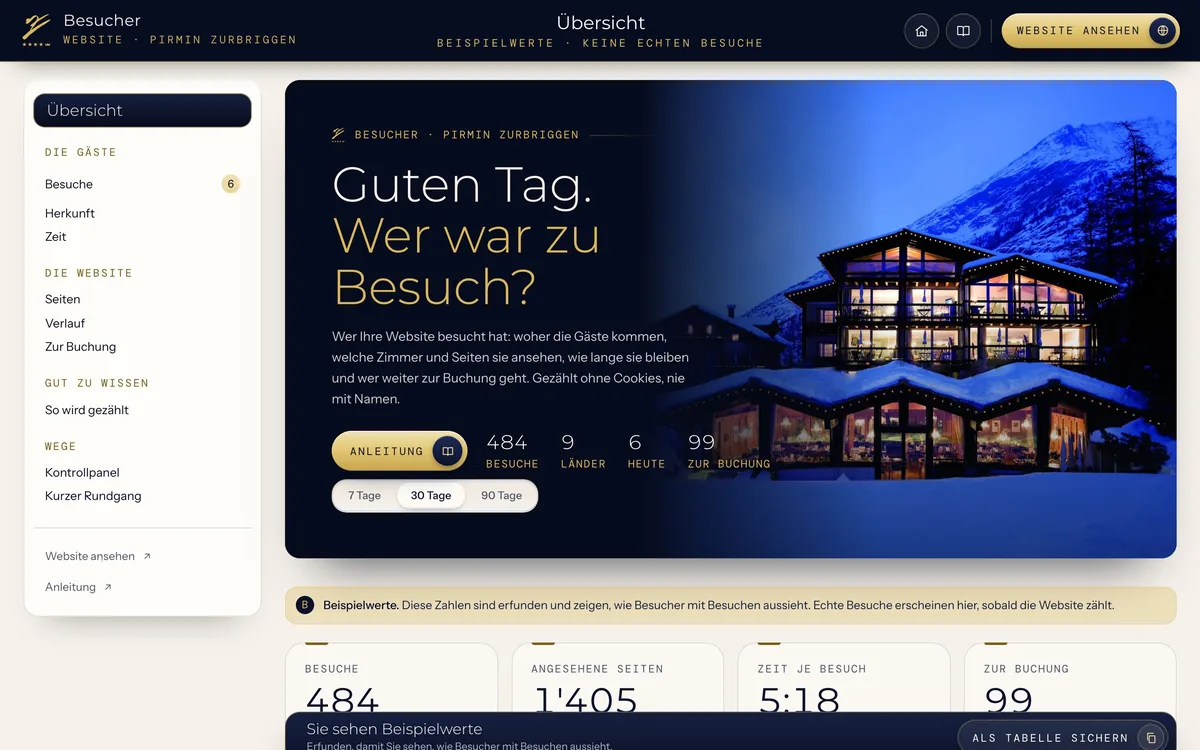 Besucher
WEBSITE · PIRMIN ZURBRIGGEN
Übersicht
BEISPIELWERTE · KEINE ECHTEN BESUCHE
WEBSITE ANSEHEN
Übersicht
DIE GÄSTE
Besuche 6
Herkunft
Zeit
DIE WEBSITE
Seiten
Verlauf
Zur Buchung
GUT ZU WISSEN
So wird gezählt
WEGE
Kontrollpanel
Kurzer Rundgang
Website ansehen ↗
Anleitung ↗
BESUCHER · PIRMIN ZURBRIGGEN
Guten Tag.
Wer war zu
Besuch?
Wer Ihre Website besucht hat: woher die Gäste kommen,
welche Zimmer und Seiten sie ansehen, wie lange sie bleiben
und wer weiter zur Buchung geht. Gezählt ohne Cookies, nie
mit Namen.
ANLEITUNG
484 9 6 99
BESUCHE LÄNDER HEUTE ZUR BUCHUNG
7 Tage 30 Tage 90 Tage
B Beispielwerte. Diese Zahlen sind erfunden und zeigen, wie Besucher mit Besuchen aussieht. Echte Besuche erscheinen hier, sobald die Website zählt.
BESUCHE
484
ANGESEHENE SEITEN
1'405
ZEIT JE BESUCH
5:18
ZUR BUCHUNG
99
Sie sehen Beispielwerte
Erfunden, damit Sie sehen, wie Besucher mit Besuchen aussieht.
ALS TABELLE SICHERN